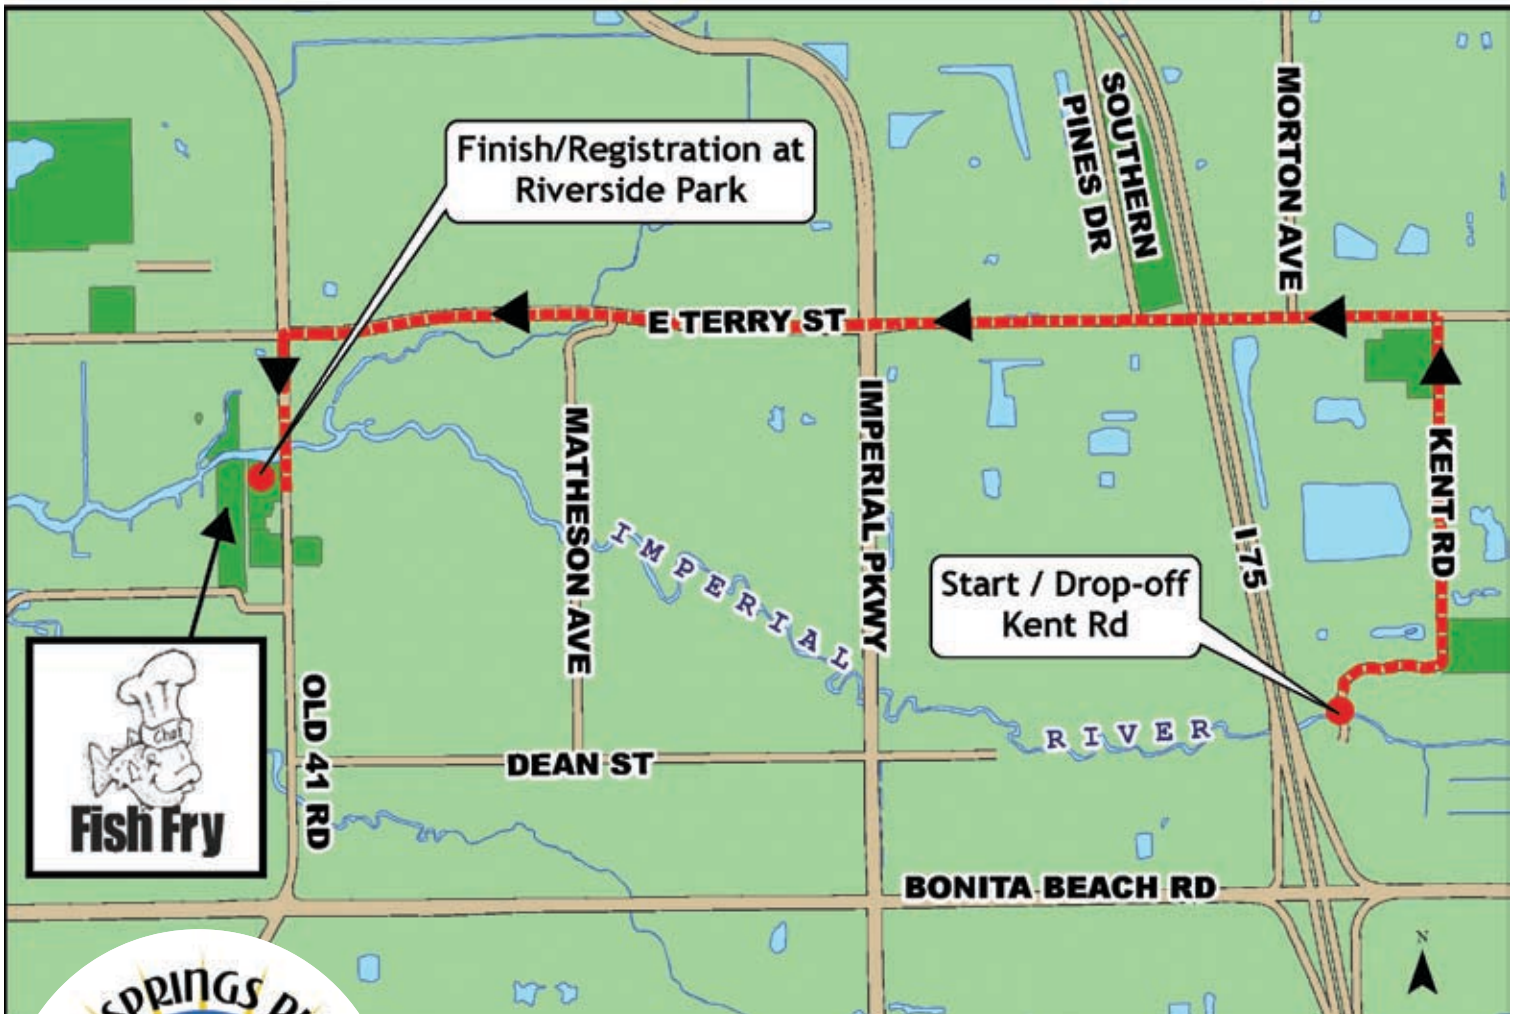 SOUTHERN
PINES DR
MORTON AVE
Finish/Registration at
Riverside Park
E TERRY ST
MATHESON AVE
IMPERIAL PKWY
KENT RD
I 75
IMPERIAL
RIVER
Start / Drop-off
Kent Rd
OLD 41 RD
DEAN ST
Fish Fry
BONITA BEACH RD
N
SPRINGS